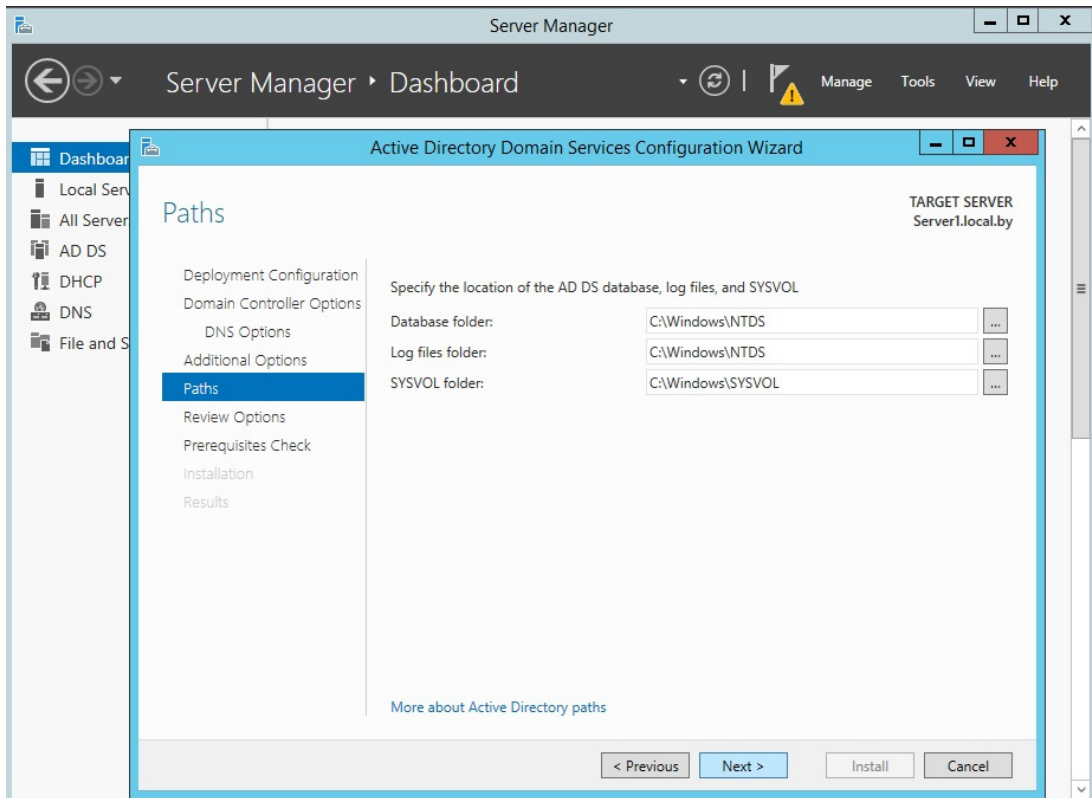 Server Manager
Server Manager ‣ Dashboard
Manage Tools View Help
Dashboar
Local Serv
All Server
AD DS
DHCP
DNS
File and S
Active Directory Domain Services Configuration Wizard
Paths
TARGET SERVER
Server1.local.by
Deployment Configuration
Domain Controller Options
DNS Options
Additional Options
Paths
Review Options
Prerequisites Check
Installation
Results
Specify the location of the AD DS database, log files, and SYSVOL
Database folder: C:\Windows\NTDS ...
Log files folder: C:\Windows\NTDS ...
SYSVOL folder: C:\Windows\SYSVOL ...
More about Active Directory paths
< Previous Next > Install Cancel